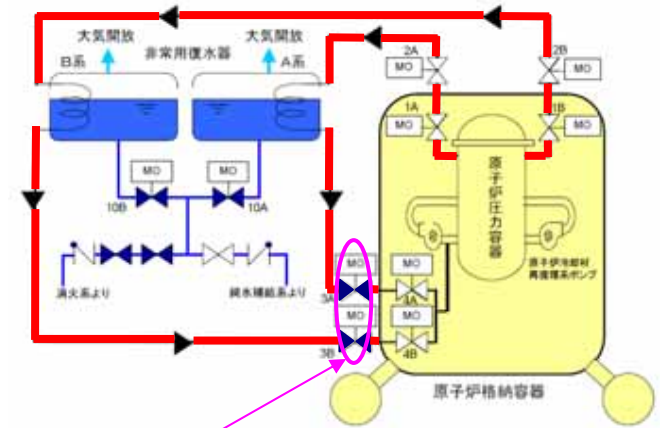 大気開放
大気開放
非常用復水器
B系
A系
2A
2B
MO
MO
1A
1B
MO
MO
MO
MO
10B
10A
原子炉圧力容器
消火系より
純水補給系より
原子炉冷却材
再循環系ポンプ
MO
MO
3A
4A
MO
MO
3B
4B
原子炉格納容器